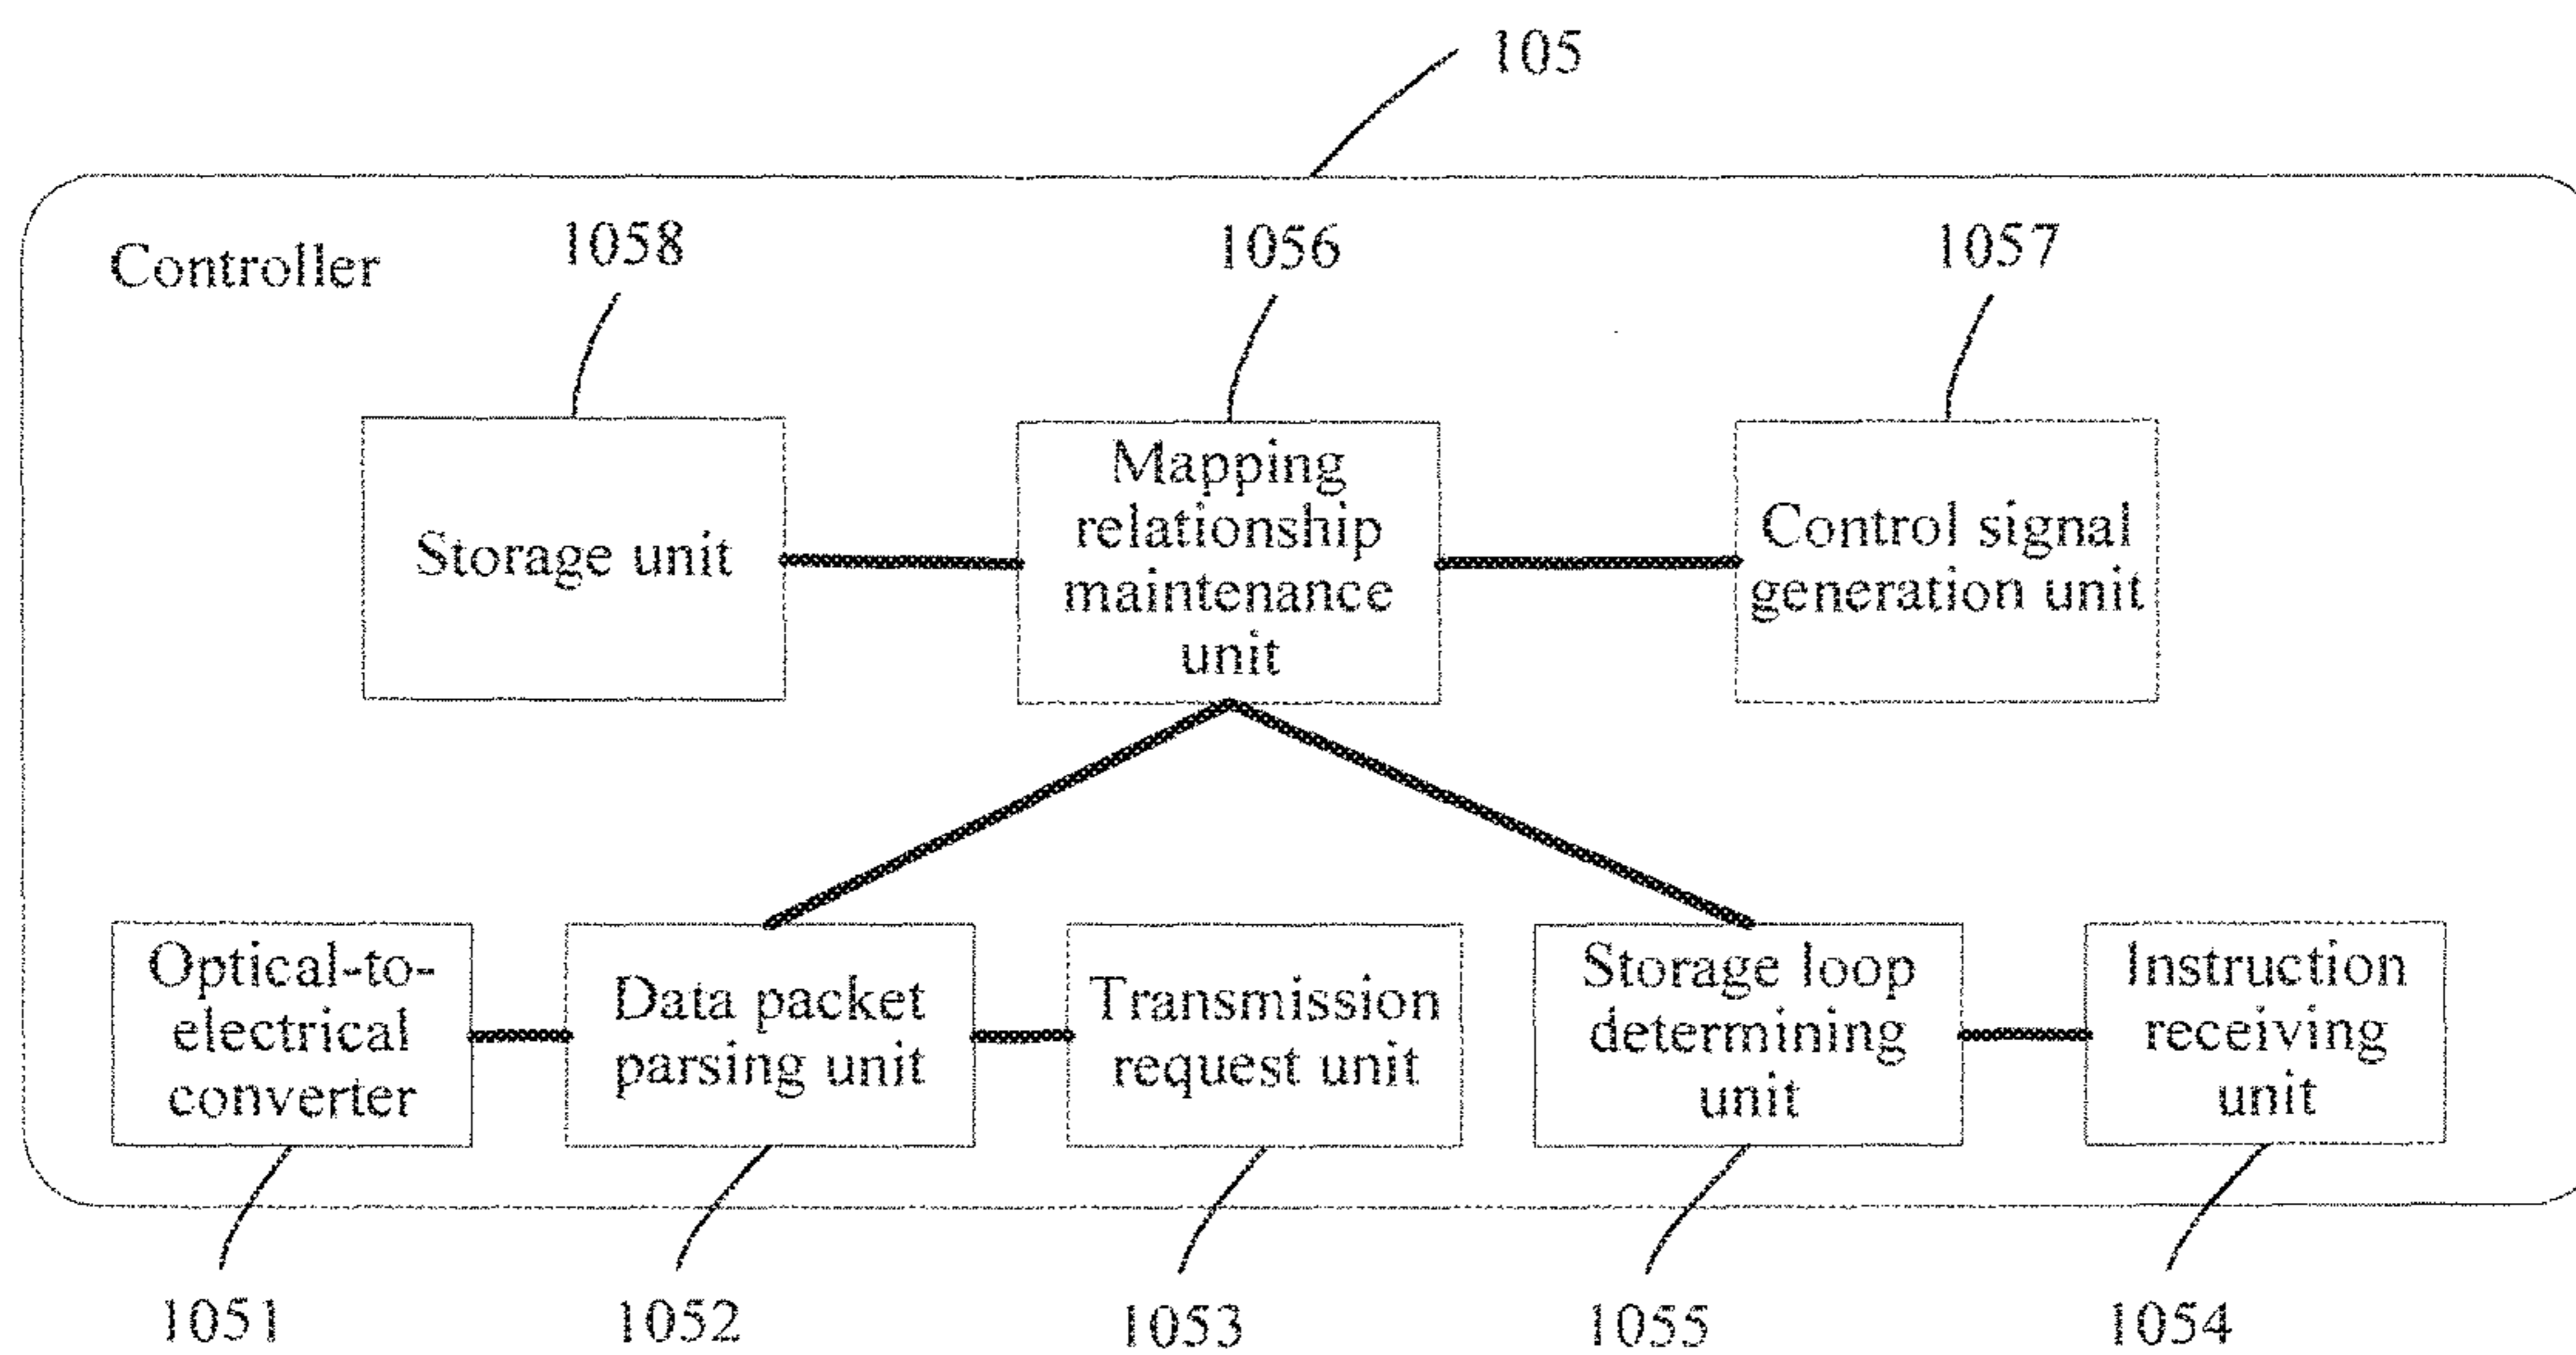 105
Controller
1058
1056
1057
Storage unit
Mapping
relationship
maintenance
unit
Control signal
generation unit
Optical-to-
electrical
converter
Data packet
parsing unit
Transmission
request unit
Storage loop
determining
unit
Instruction
receiving
unit
1051
1052
1053
1055
1054